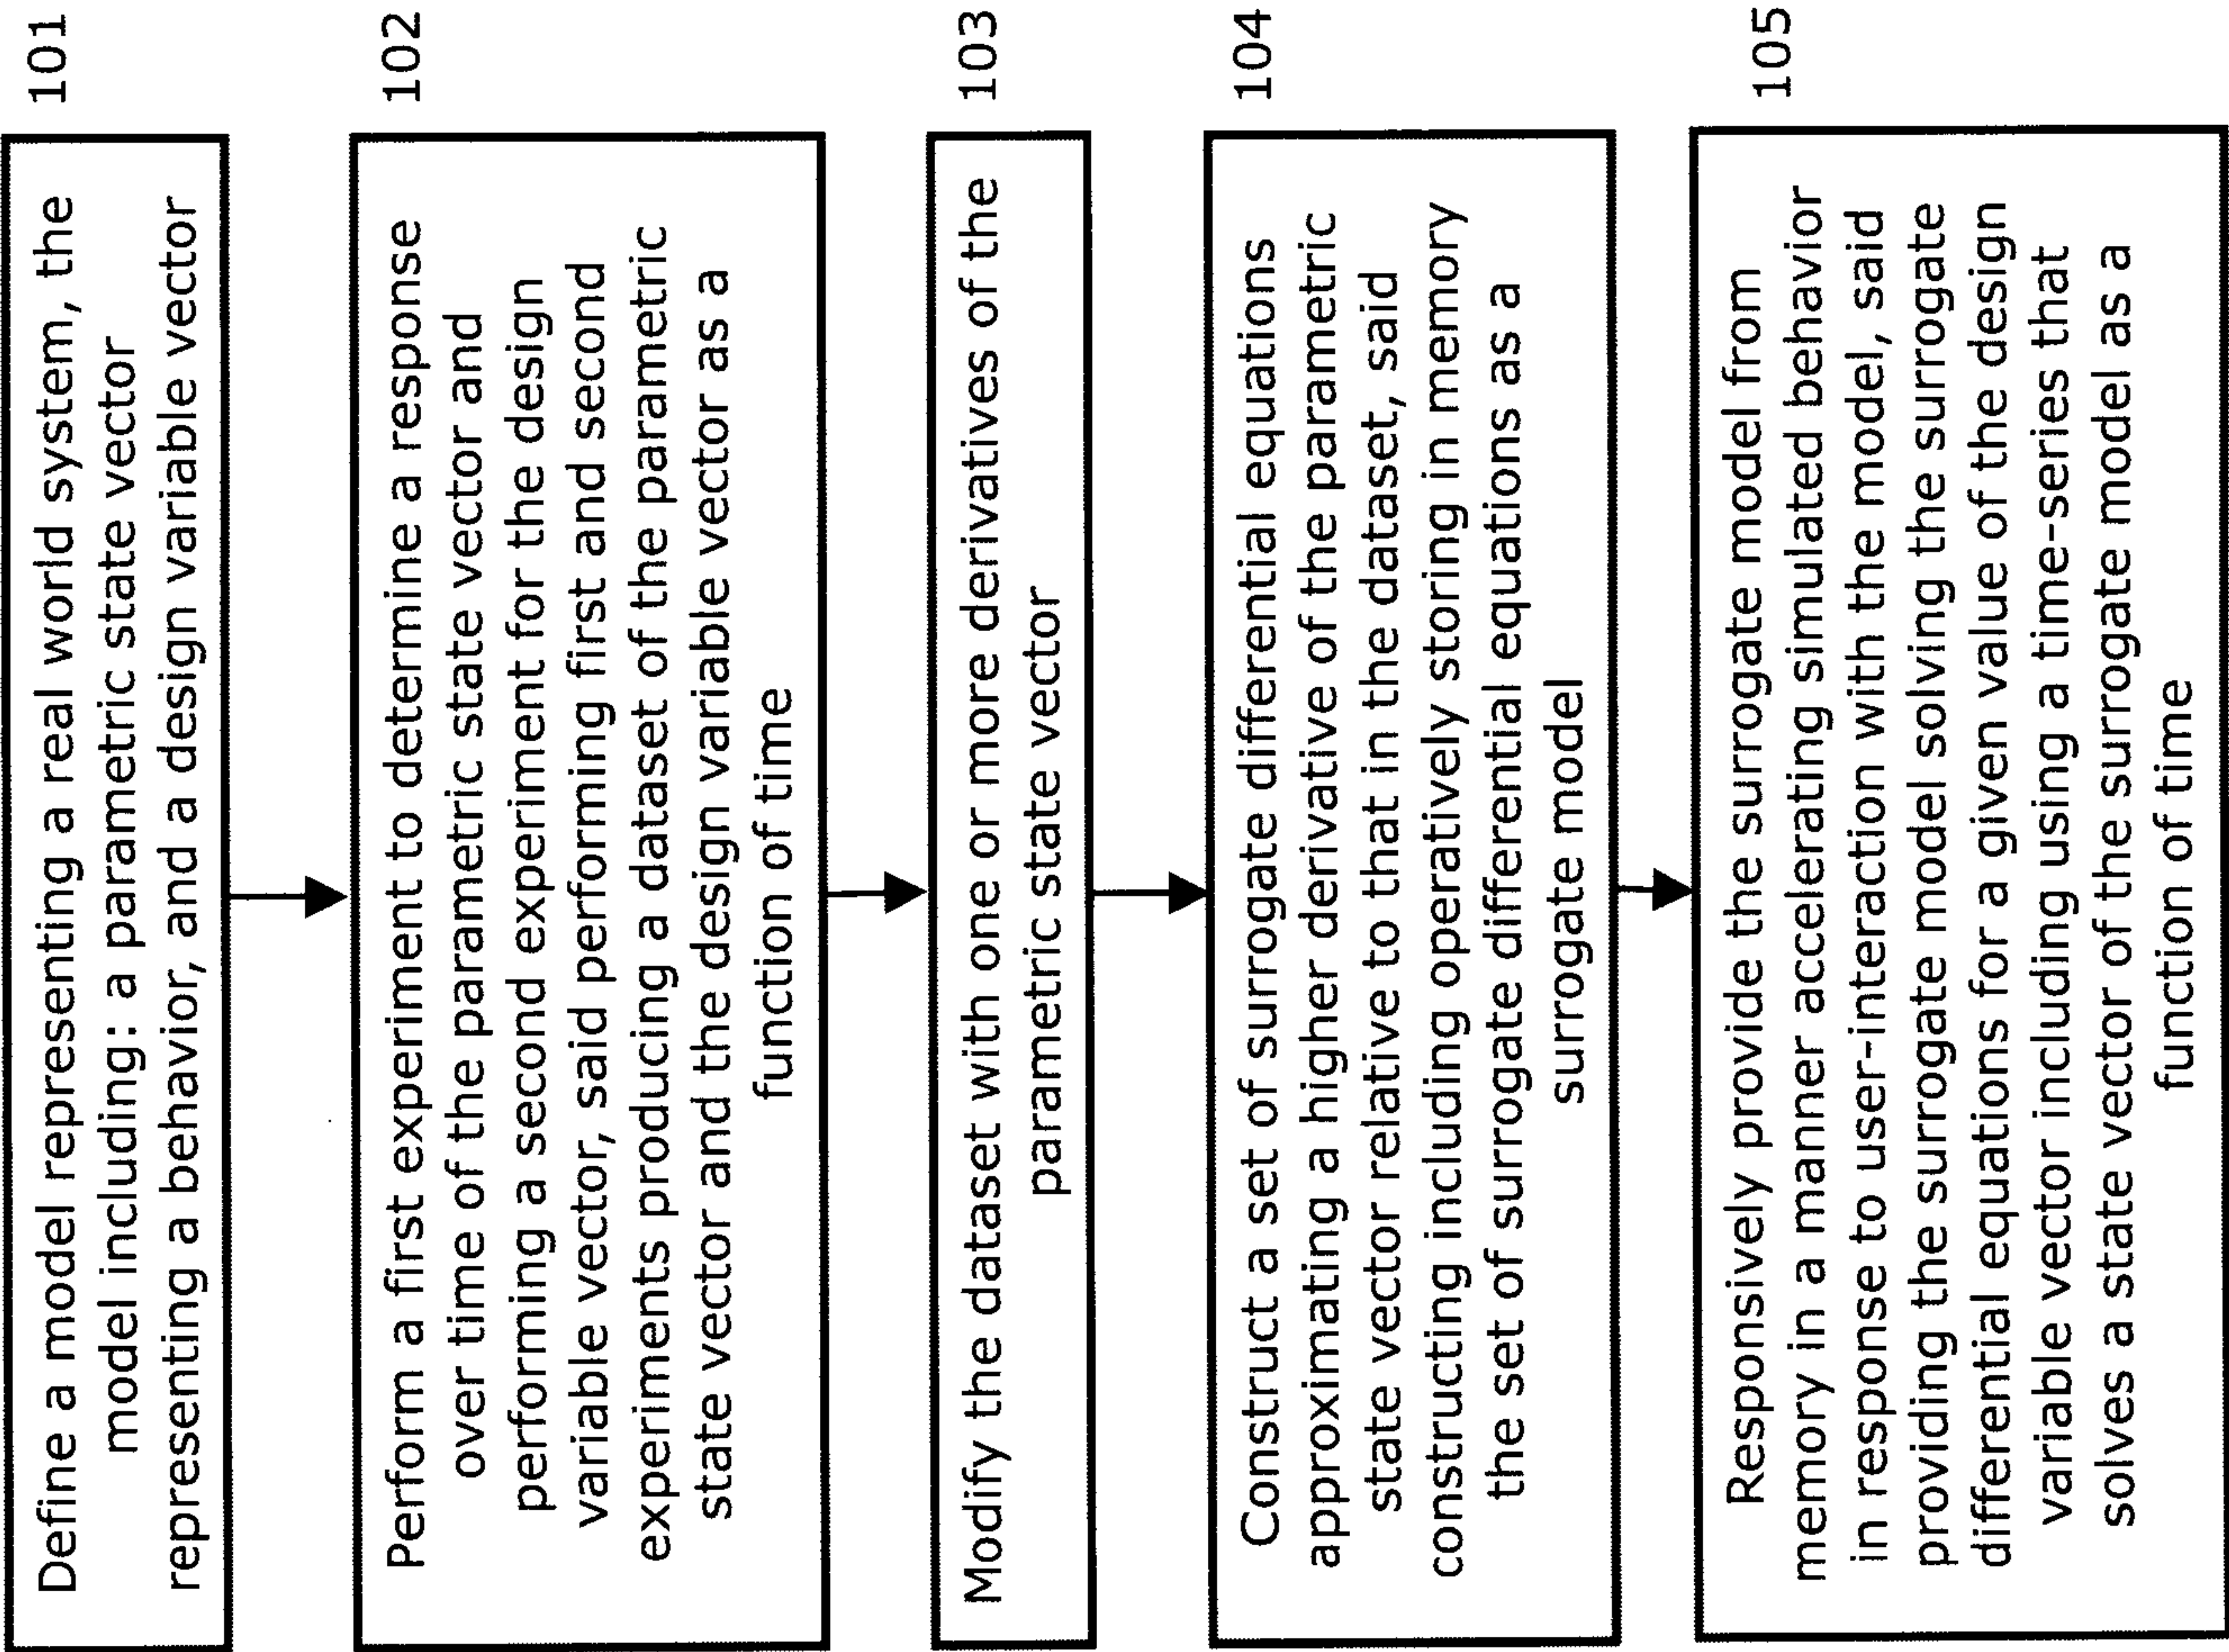 Define a model representing a real world system, the
model including: a parametric state vector
representing a behavior, and a design variable vector
101
Perform a first experiment to determine a response
over time of the parametric state vector and
performing a second experiment for the design
variable vector, said performing first and second
experiments producing a dataset of the parametric
state vector and the design variable vector as a
function of time
102
Modify the dataset with one or more derivatives of the
parametric state vector
103
Construct a set of surrogate differential equations
approximating a higher derivative of the parametric
state vector relative to that in the dataset, said
constructing including operatively storing in memory
the set of surrogate differential equations as a
surrogate model
104
Responsively provide the surrogate model from
memory in a manner accelerating simulated behavior
in response to user-interaction with the model, said
providing the surrogate model solving the surrogate
differential equations for a given value of the design
variable vector including using a time-series that
solves a state vector of the surrogate model as a
function of time
105